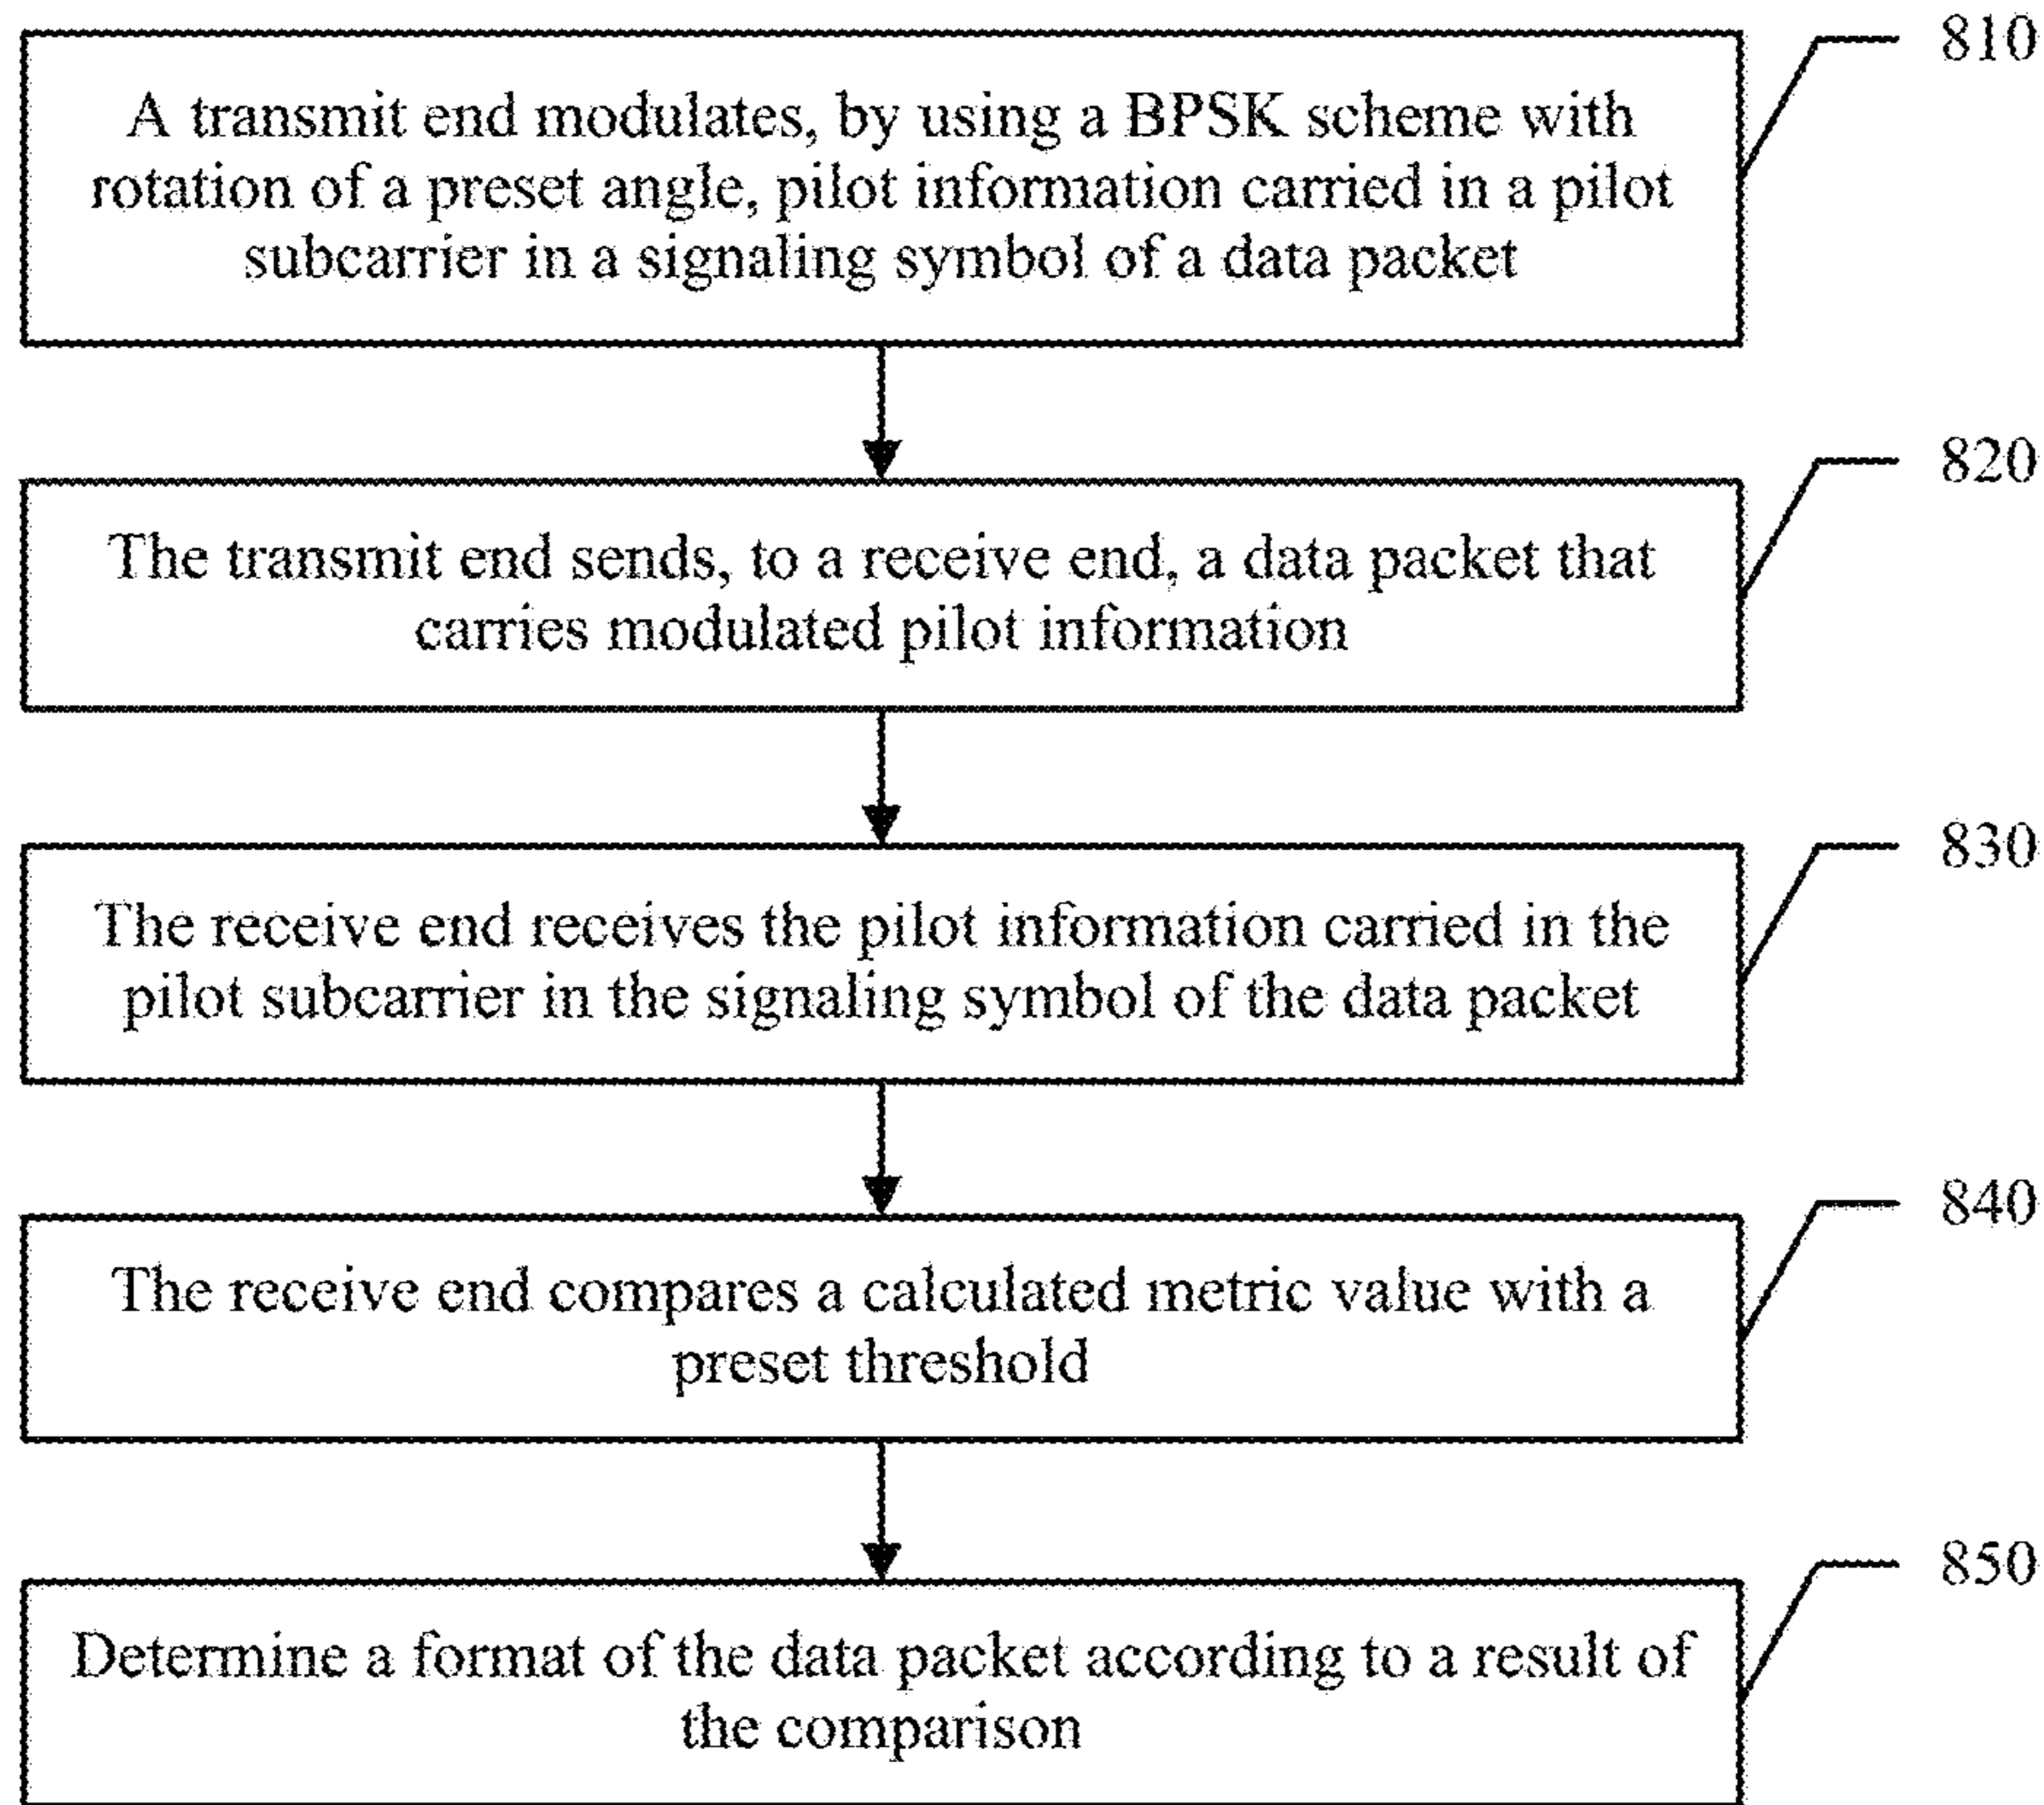 810
A transmit end modulates, by using a BPSK scheme with
rotation of a preset angle, pilot information carried in a pilot
subcarrier in a signaling symbol of a data packet
820
The transmit end sends, to a receive end, a data packet that
carries modulated pilot information
830
The receive end receives the pilot information carried in the
pilot subcarrier in the signaling symbol of the data packet
840
The receive end compares a calculated metric value with a
preset threshold
850
Determine a format of the data packet according to a result of
the comparison